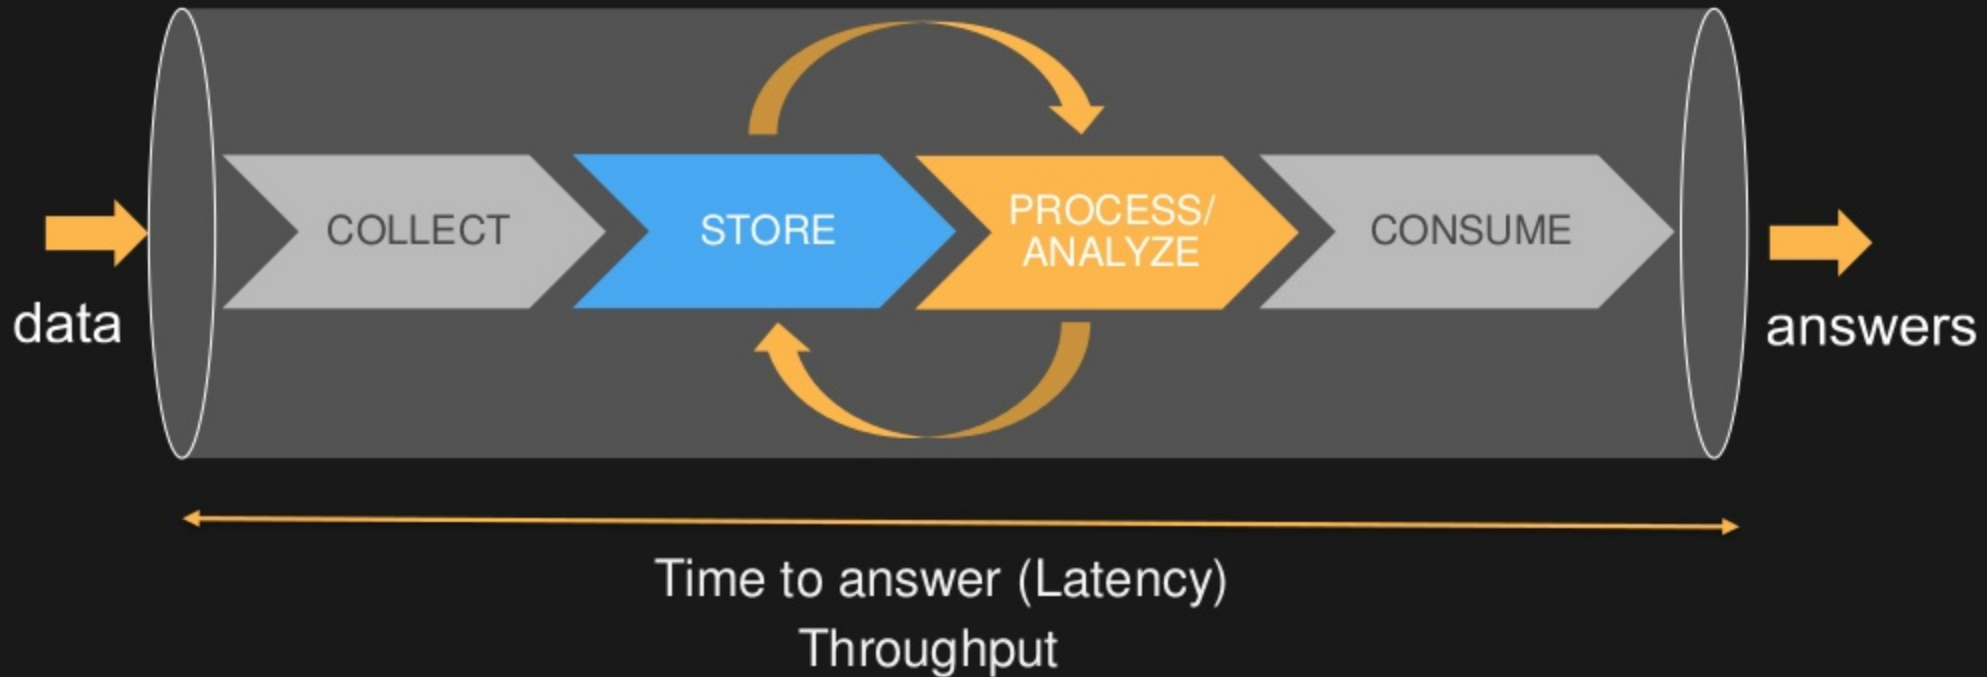 data
COLLECT
STORE
PROCESS/
ANALYZE
CONSUME
answers
Time to answer (Latency)
Throughput